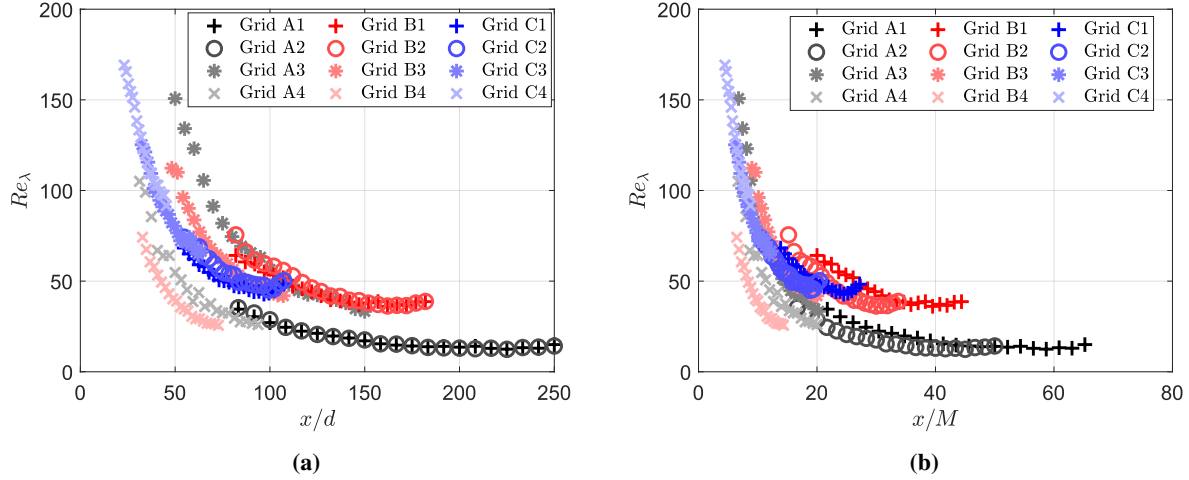 200
150
100
50
0
0 50 100 150 200 250
Re_λ
x/d
Grid A1 Grid B1 Grid C1
Grid A2 Grid B2 Grid C2
Grid A3 Grid B3 Grid C3
Grid A4 Grid B4 Grid C4
(a)
200
150
100
50
0
0 20 40 60 80
Re_λ
x/M
Grid A1 Grid B1 Grid C1
Grid A2 Grid B2 Grid C2
Grid A3 Grid B3 Grid C3
Grid A4 Grid B4 Grid C4
(b)